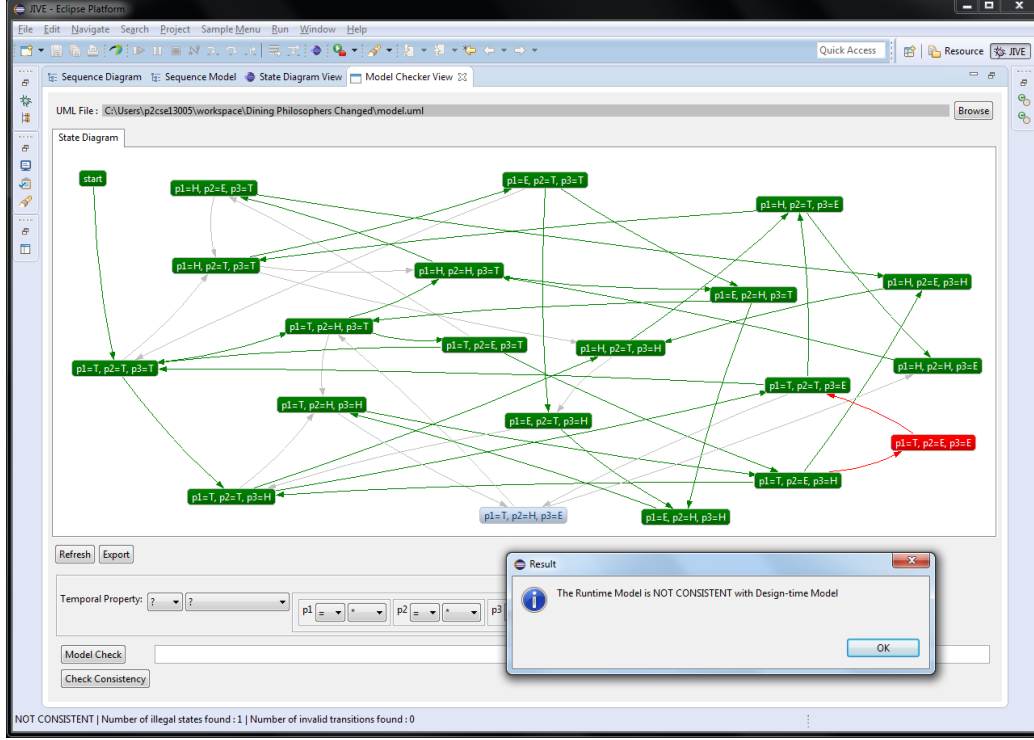 JIVE - Eclipse Platform
File Edit Navigate Search Project Sample Menu Run Window Help
Quick Access Resource JIVE
Sequence Diagram Sequence Model State Diagram View Model Checker View
UML File : C:\Users\p2cse13005\workspace\Dining Philosophers Changed\model.uml Browse
State Diagram
start
p1=H, p2=E, p3=T
p1=E, p2=T, p3=T
p1=H, p2=T, p3=E
p1=H, p2=T, p3=T
p1=H, p2=H, p3=T
p1=H, p2=E, p3=H
p1=E, p2=H, p3=T
p1=T, p2=H, p3=T
p1=T, p2=E, p3=T
p1=H, p2=T, p3=H
p1=T, p2=T, p3=T
p1=H, p2=H, p3=E
p1=T, p2=T, p3=E
p1=T, p2=H, p3=H
p1=E, p2=T, p3=H
p1=T, p2=E, p3=E
p1=T, p2=E, p3=H
p1=T, p2=T, p3=H
p1=T, p2=H, p3=E
p1=E, p2=H, p3=H
Refresh Export
Temporal Property: ? ? p1 = * p2 = * p3
Result
The Runtime Model is NOT CONSISTENT with Design-time Model
OK
Model Check
Check Consistency
NOT CONSISTENT | Number of illegal states found : 1 | Number of invalid transitions found : 0